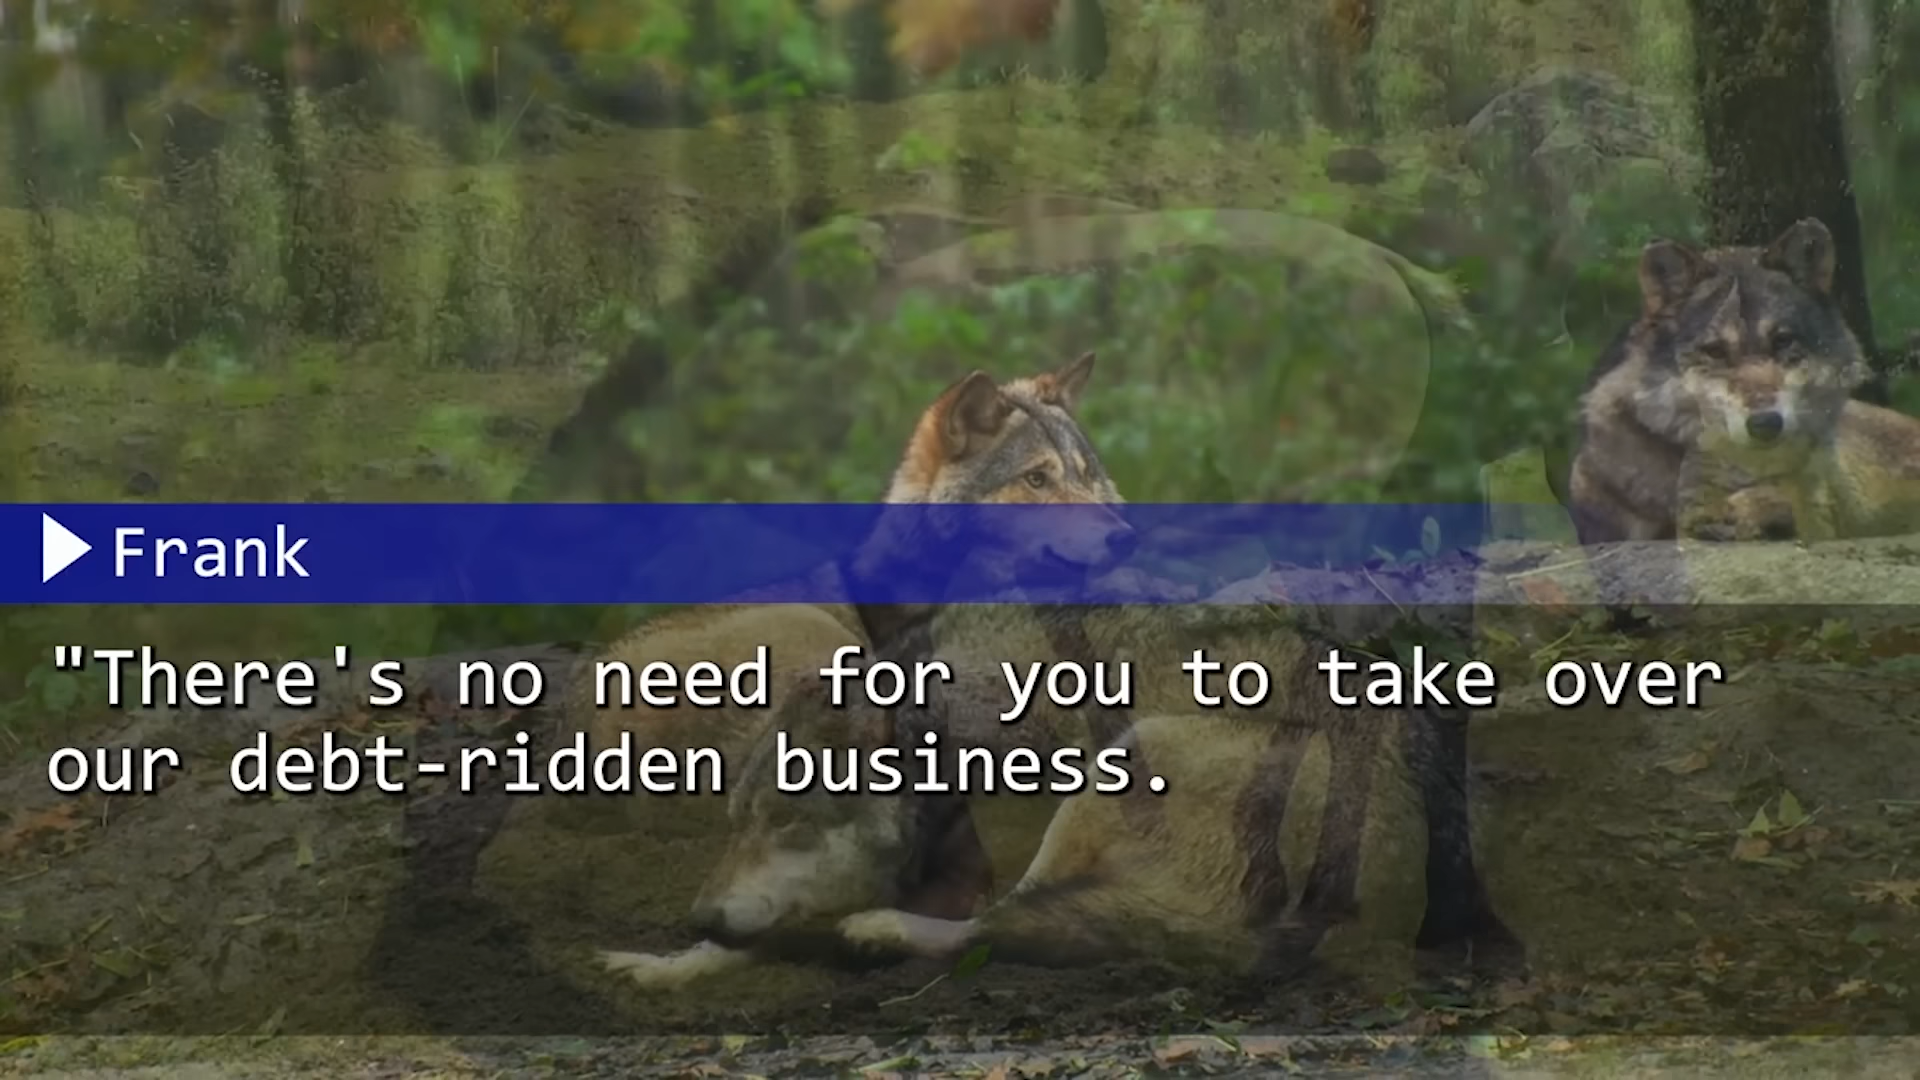 Frank
"There's no need for you to take over
our debt-ridden business.